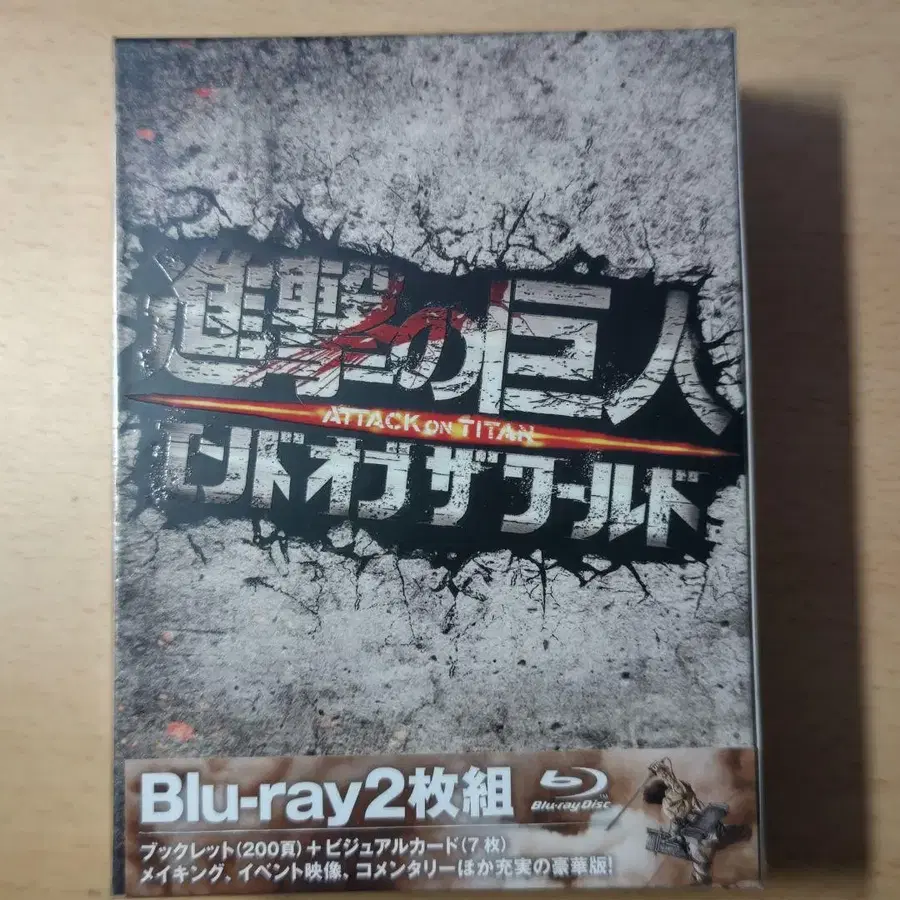 進撃の巨人
ATTACK ON TITAN
エンド オブ ザ ワールド
Blu-ray2枚組
Blu-ray Disc
ブックレット(200頁)+ビジュアルカード(7枚)
メイキング、イベント映像、コメンタリーほか充実の豪華版!